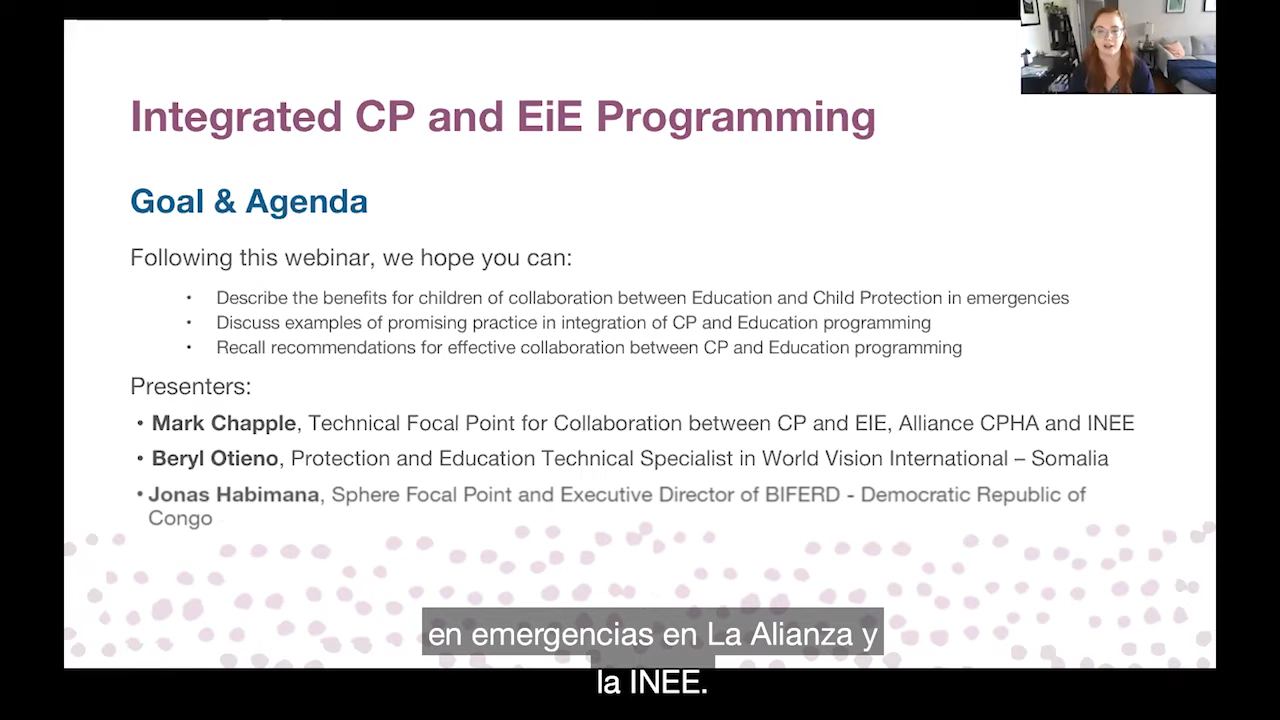 Integrated CP and EiE Programming
Goal & Agenda
Following this webinar, we hope you can:
• Describe the benefits for children of collaboration between Education and Child Protection in emergencies
• Discuss examples of promising practice in integration of CP and Education programming
• Recall recommendations for effective collaboration between CP and Education programming
Presenters:
• Mark Chapple, Technical Focal Point for Collaboration between CP and EIE, Alliance CPHA and INEE
• Beryl Otieno, Protection and Education Technical Specialist in World Vision International – Somalia
• Jonas Habimana, Sphere Focal Point and Executive Director of BIFERD - Democratic Republic of
Congo
en emergencias en La Alianza y
la INEE.